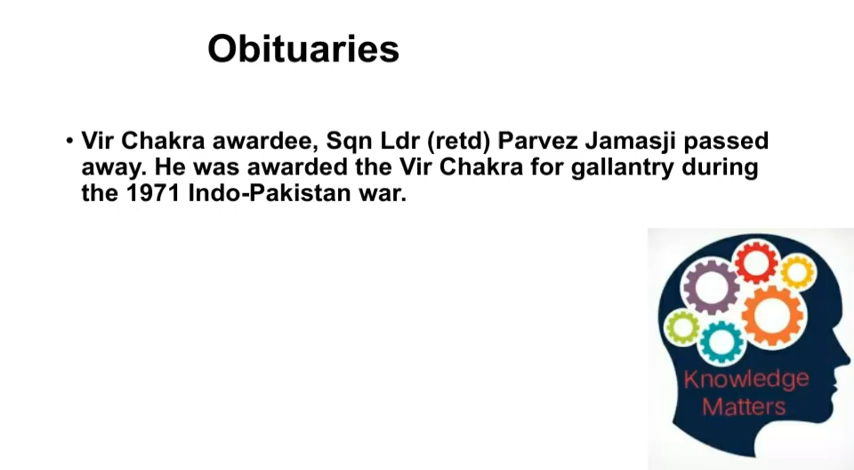 Obituaries
• Vir Chakra awardee, Sqn Ldr (retd) Parvez Jamasji passed
away. He was awarded the Vir Chakra for gallantry during
the 1971 Indo-Pakistan war.
Knowledge
Matters